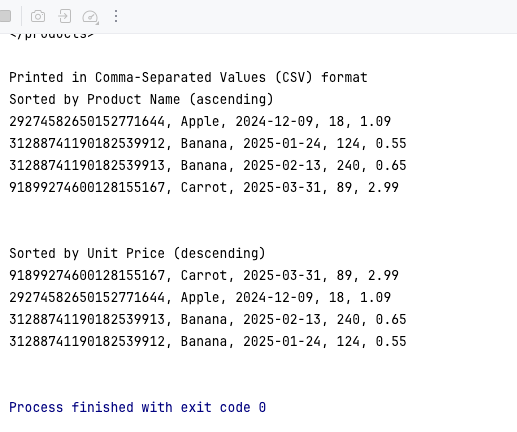 </products>

Printed in Comma-Separated Values (CSV) format
Sorted by Product Name (ascending)
29274582650152771644, Apple, 2024-12-09, 18, 1.09
31288741190182539912, Banana, 2025-01-24, 124, 0.55
31288741190182539913, Banana, 2025-02-13, 240, 0.65
91899274600128155167, Carrot, 2025-03-31, 89, 2.99

Sorted by Unit Price (descending)
91899274600128155167, Carrot, 2025-03-31, 89, 2.99
29274582650152771644, Apple, 2024-12-09, 18, 1.09
31288741190182539913, Banana, 2025-02-13, 240, 0.65
31288741190182539912, Banana, 2025-01-24, 124, 0.55

Process finished with exit code 0